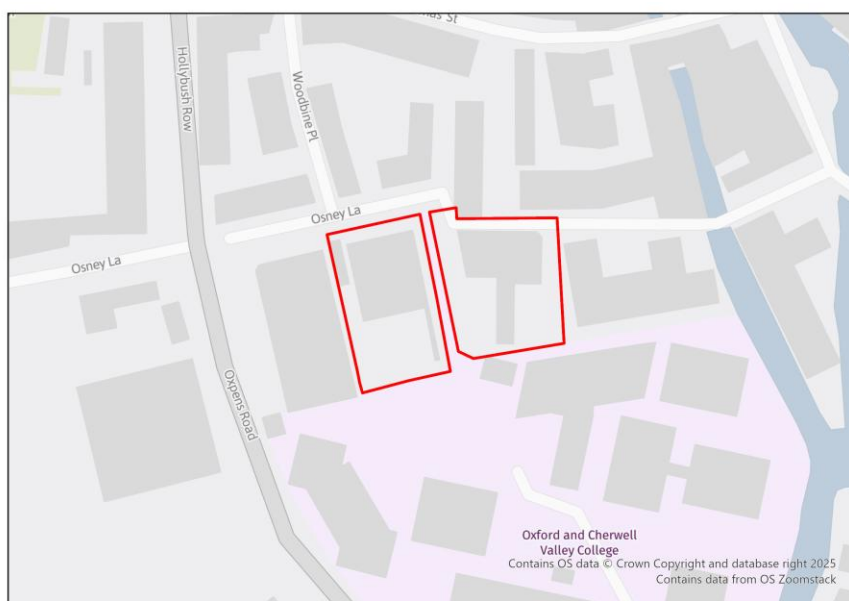 Hollybush Row
Woodbine Pl
Osney La
Osney La
Oxpens Road
Oxford and Cherwell
Valley College
Contains OS data © Crown Copyright and database right 2025
Contains data from OS Zoomstack